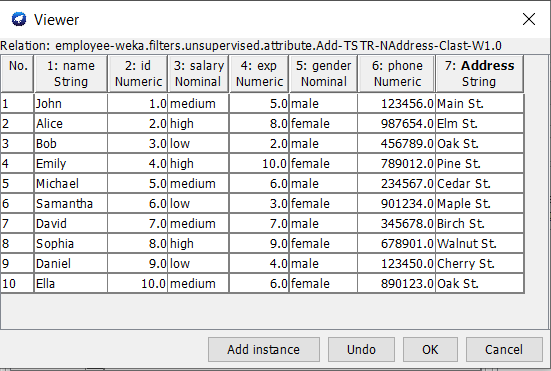 Viewer
Relation: employee-weka.filters.unsupervised.attribute.Add-TSTR-NAddress-Clast-W1.0
No. 1: name 2: id 3: salary 4: exp 5: gender 6: phone 7: Address
String Numeric Nominal Numeric Nominal Numeric String
1 John 1.0 medium 5.0 male 123456.0 Main St.
2 Alice 2.0 high 8.0 female 987654.0 Elm St.
3 Bob 3.0 low 2.0 male 456789.0 Oak St.
4 Emily 4.0 high 10.0 female 789012.0 Pine St.
5 Michael 5.0 medium 6.0 male 234567.0 Cedar St.
6 Samantha 6.0 low 3.0 female 901234.0 Maple St.
7 David 7.0 medium 7.0 male 345678.0 Birch St.
8 Sophia 8.0 high 9.0 female 678901.0 Walnut St.
9 Daniel 9.0 low 4.0 male 123450.0 Cherry St.
10 Ella 10.0 medium 6.0 female 890123.0 Oak St.
Add instance Undo OK Cancel